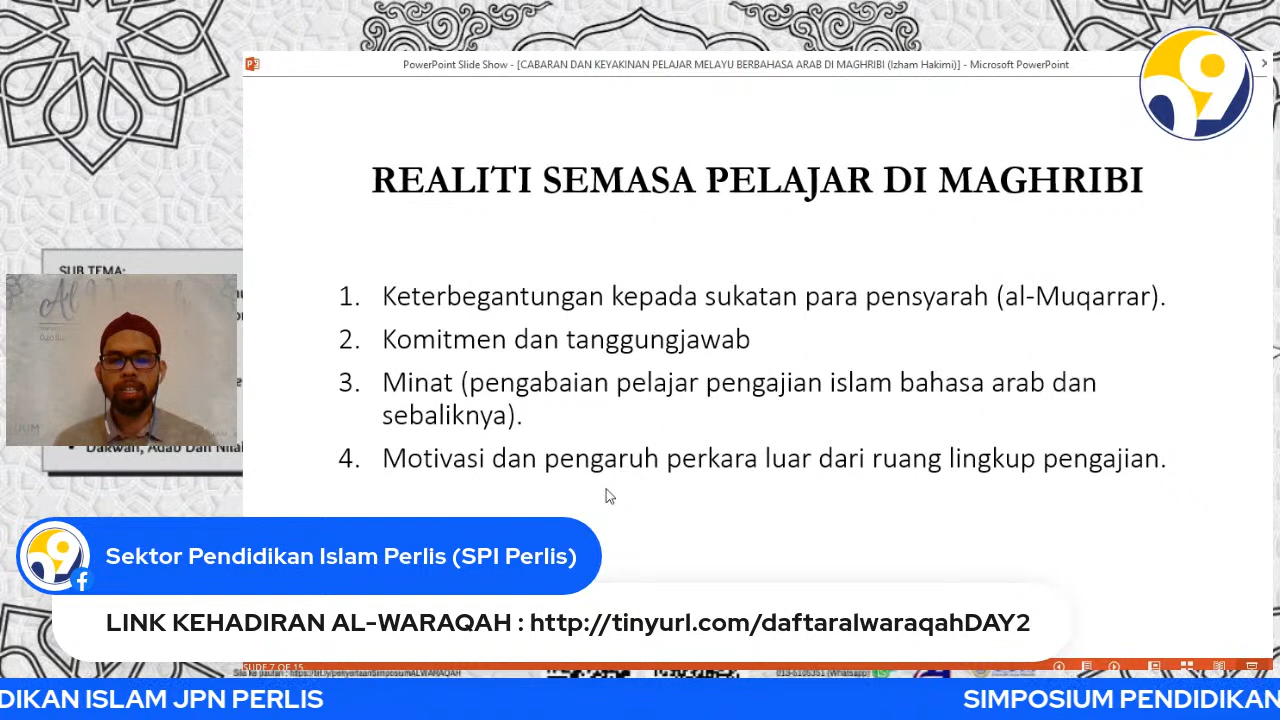 PowerPoint Slide Show - [CABARAN DAN KEYAKINAN PELAJAR MELAYU BERBAHASA ARAB DI MAGHRIBI (Izham Hakimi)] - Microsoft PowerPoint
REALITI SEMASA PELAJAR DI MAGHRIBI
1. Keterbegantungan kepada sukatan para pensyarah (al-Muqarrar).
2. Komitmen dan tanggungjawab
3. Minat (pengabaian pelajar pengajian islam bahasa arab dan
sebaliknya).
4. Motivasi dan pengaruh perkara luar dari ruang lingkup pengajian.
SUB TEMA:
• Dakwah, Adab Dan
Sektor Pendidikan Islam Perlis (SPI Perlis)
LINK KEHADIRAN AL-WARAQAH : http://tinyurl.com/daftaralwaraqahDAY2
SLIDE 7 OF 15
DIKAN ISLAM JPN PERLIS
SIMPOSIUM PENDIDIKAN